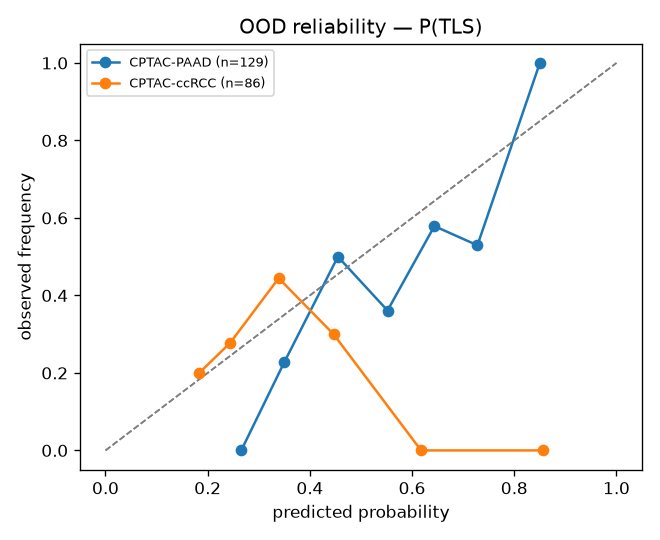 OOD reliability — P(TLS)
CPTAC-PAAD (n=129)
CPTAC-ccRCC (n=86)
observed frequency
1.0
0.8
0.6
0.4
0.2
0.0
0.0 0.2 0.4 0.6 0.8 1.0
predicted probability